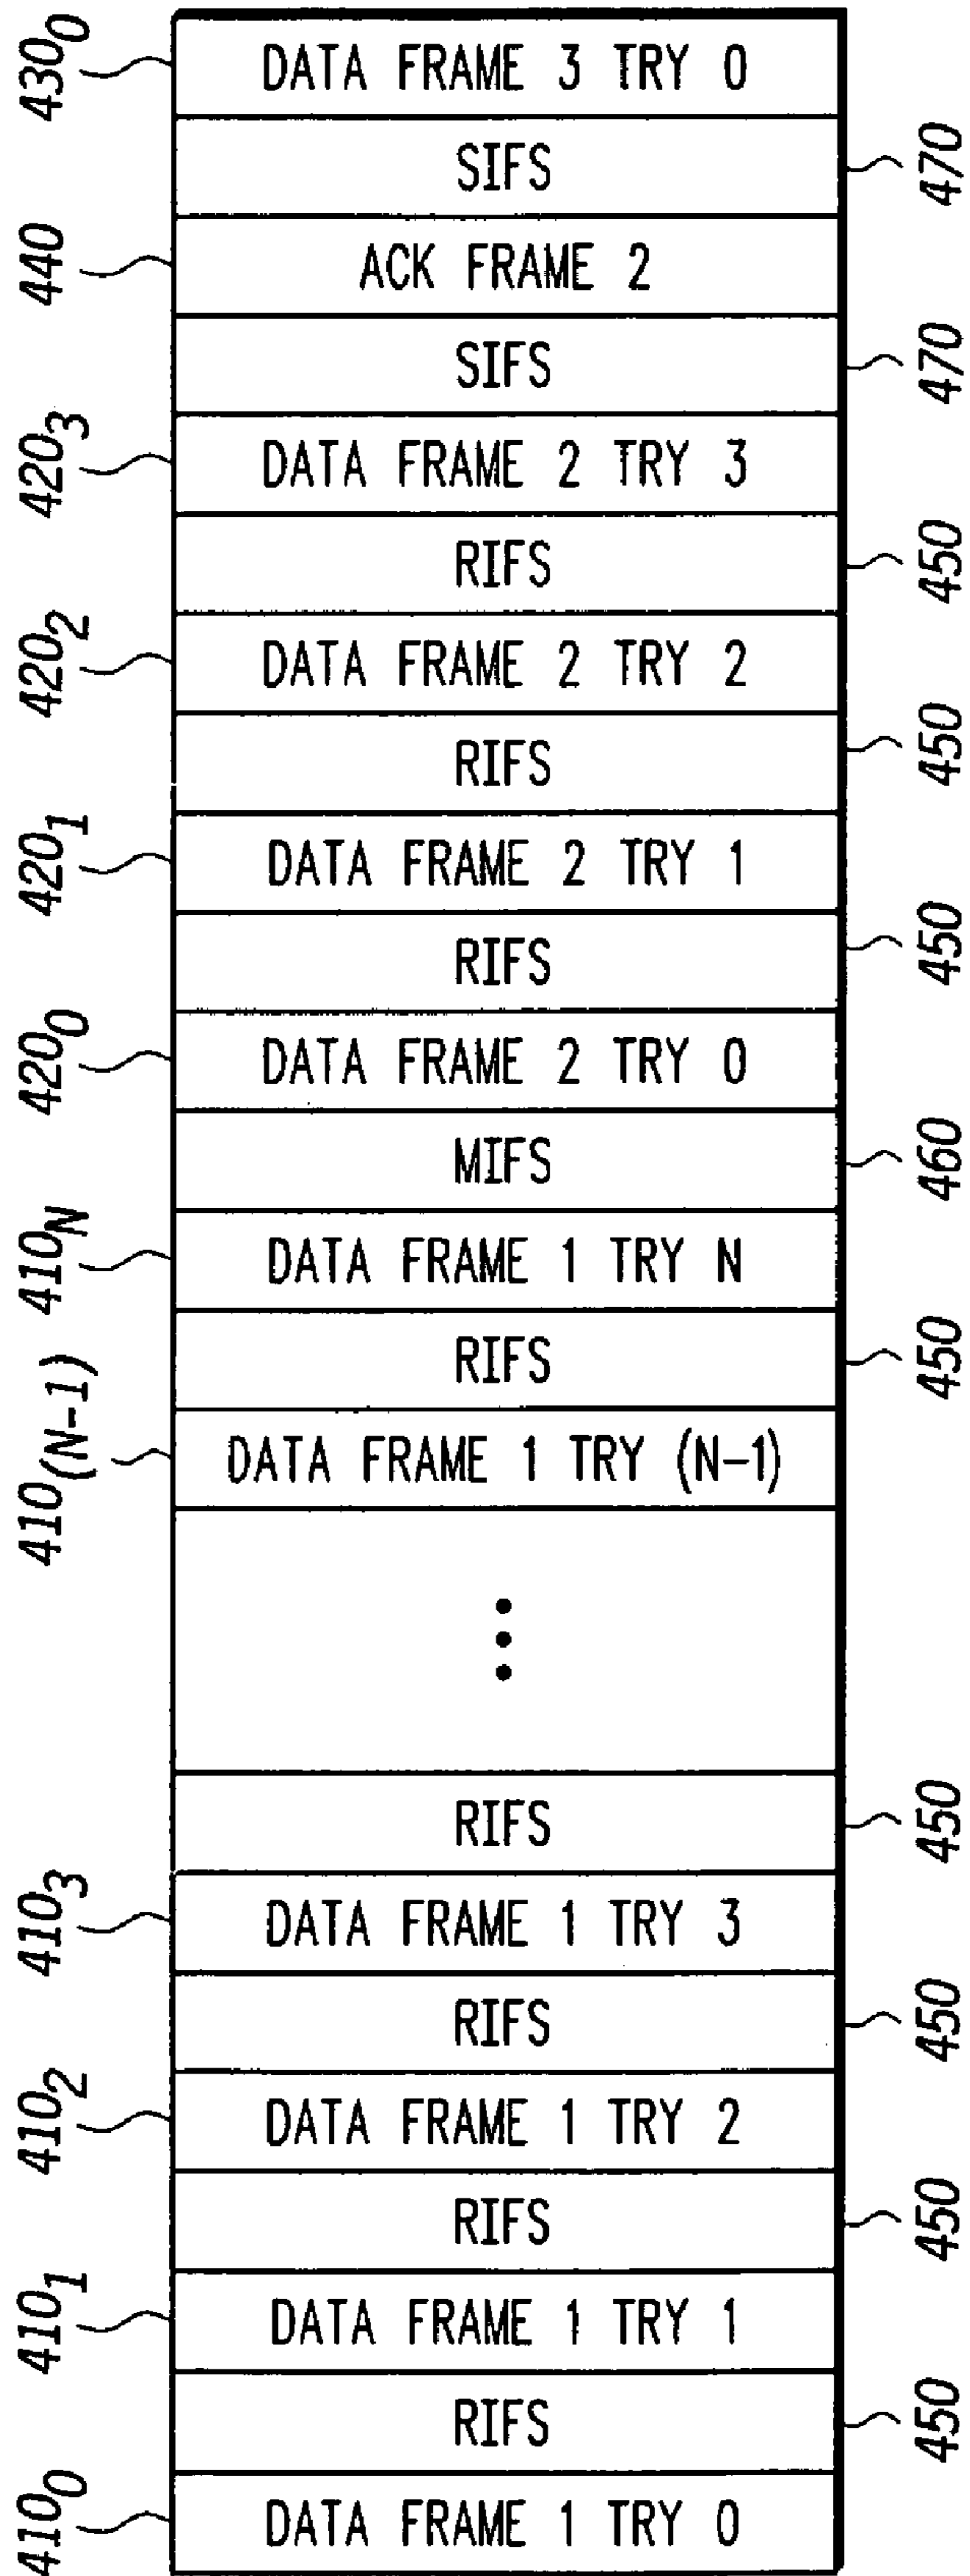 430₀ DATA FRAME 3 TRY 0
SIFS 470
440 ACK FRAME 2
SIFS 470
420₃ DATA FRAME 2 TRY 3
RIFS 450
420₂ DATA FRAME 2 TRY 2
RIFS 450
420₁ DATA FRAME 2 TRY 1
RIFS 450
420₀ DATA FRAME 2 TRY 0
MIFS 460
410N DATA FRAME 1 TRY N
RIFS 450
410(N-1) DATA FRAME 1 TRY (N-1)
RIFS 450
410₃ DATA FRAME 1 TRY 3
RIFS 450
410₂ DATA FRAME 1 TRY 2
RIFS 450
410₁ DATA FRAME 1 TRY 1
RIFS 450
410₀ DATA FRAME 1 TRY 0